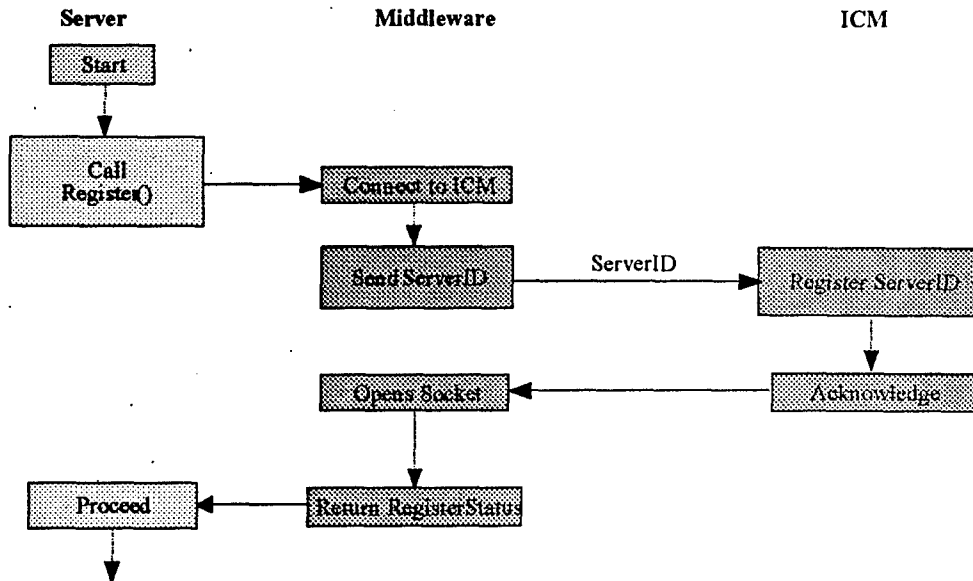 Server Middleware ICM
Start
Call
Register()
Connect to ICM
Send ServerID
ServerID
Register ServerID
Opens Socket
Acknowledge
Proceed
Return RegisterStatus